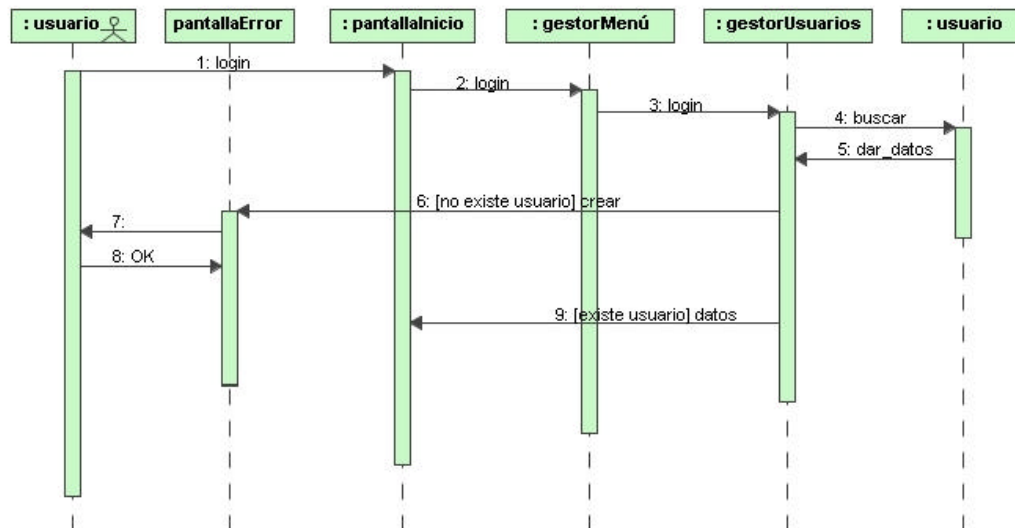 : usuario
pantallaError
: pantallaInicio
: gestorMenú
: gestorUsuarios
: usuario
1: login
2: login
3: login
4: buscar
5: dar_datos
6: [no existe usuario] crear
7:
8: OK
9: [existe usuario] datos